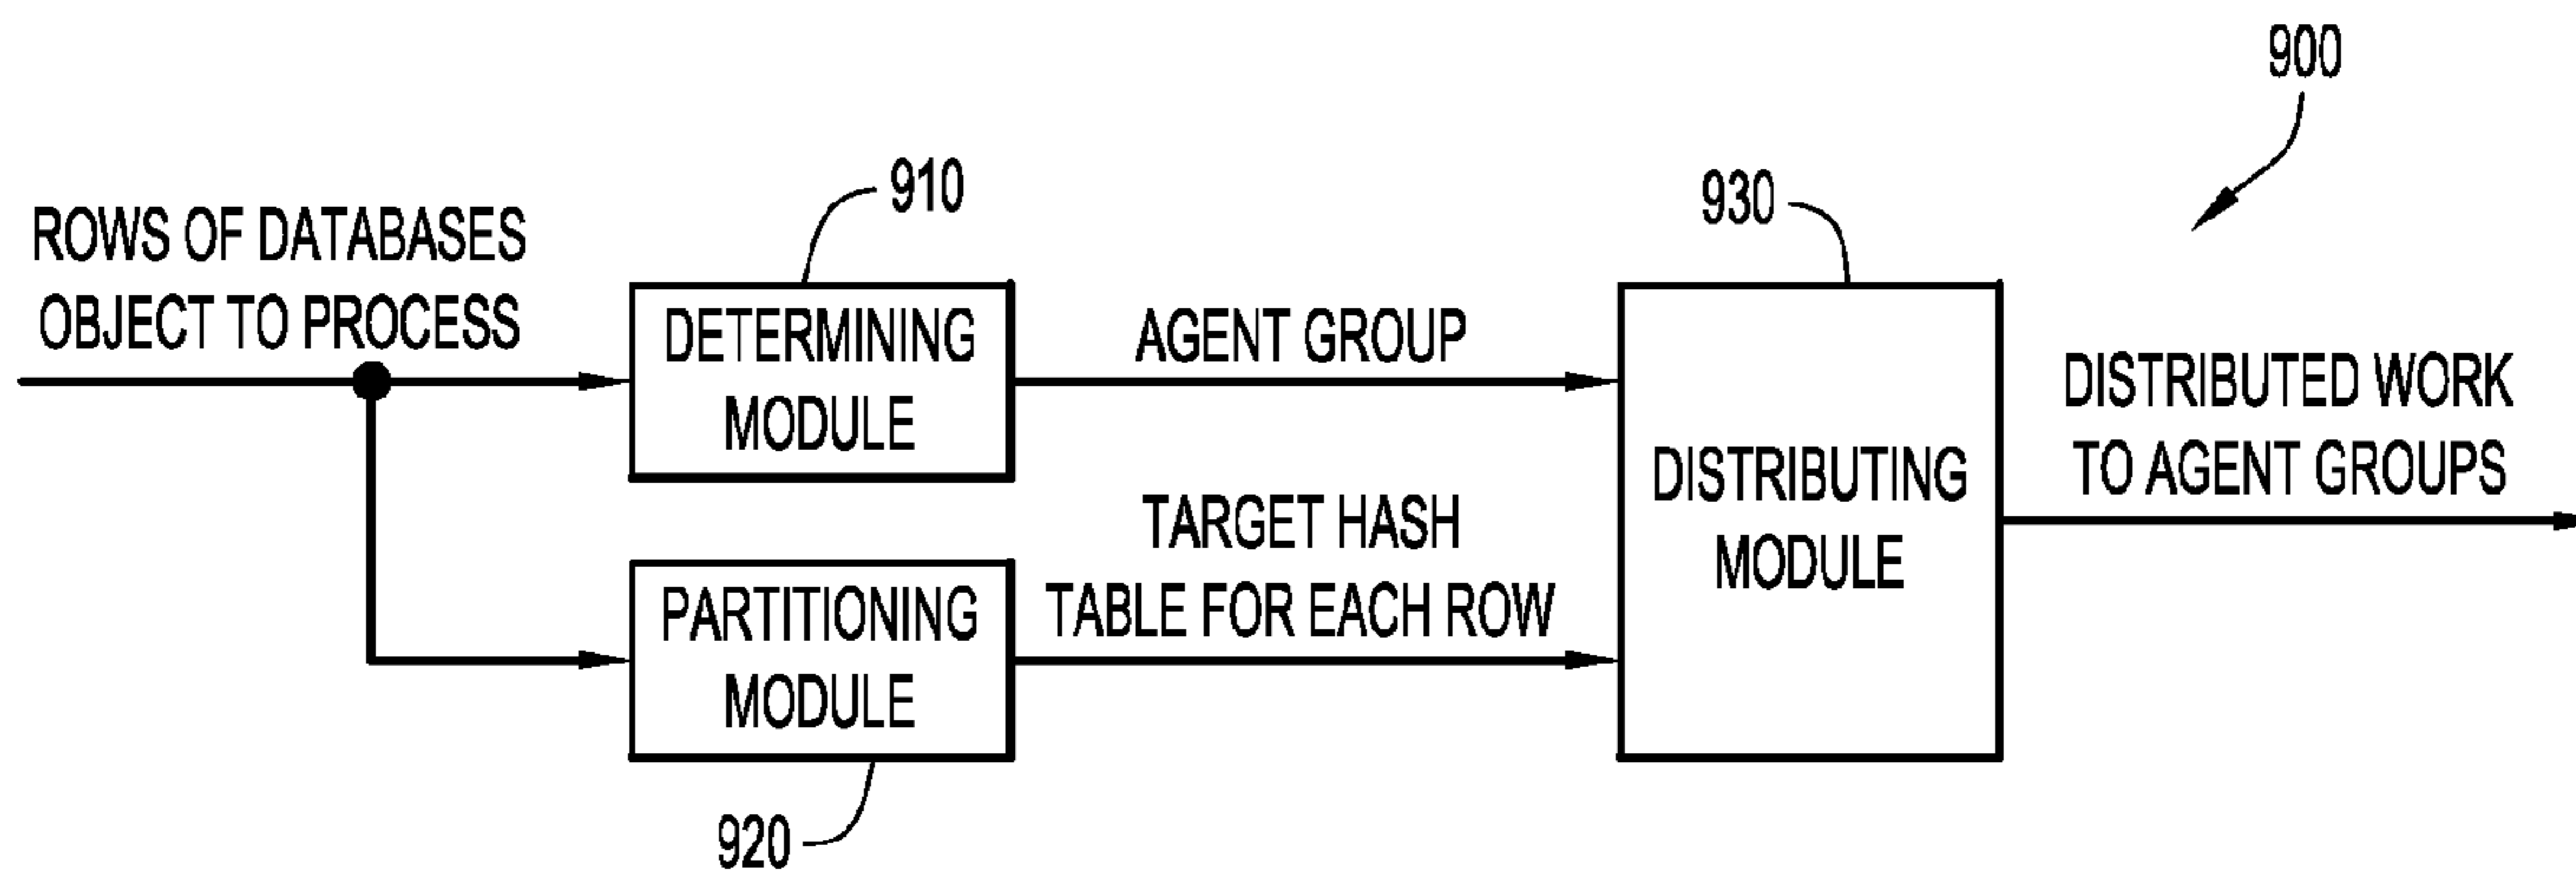 900
910
930
ROWS OF DATABASES
OBJECT TO PROCESS
DETERMINING
MODULE
AGENT GROUP
DISTRIBUTING
MODULE
DISTRIBUTED WORK
TO AGENT GROUPS
TARGET HASH
TABLE FOR EACH ROW
PARTITIONING
MODULE
920